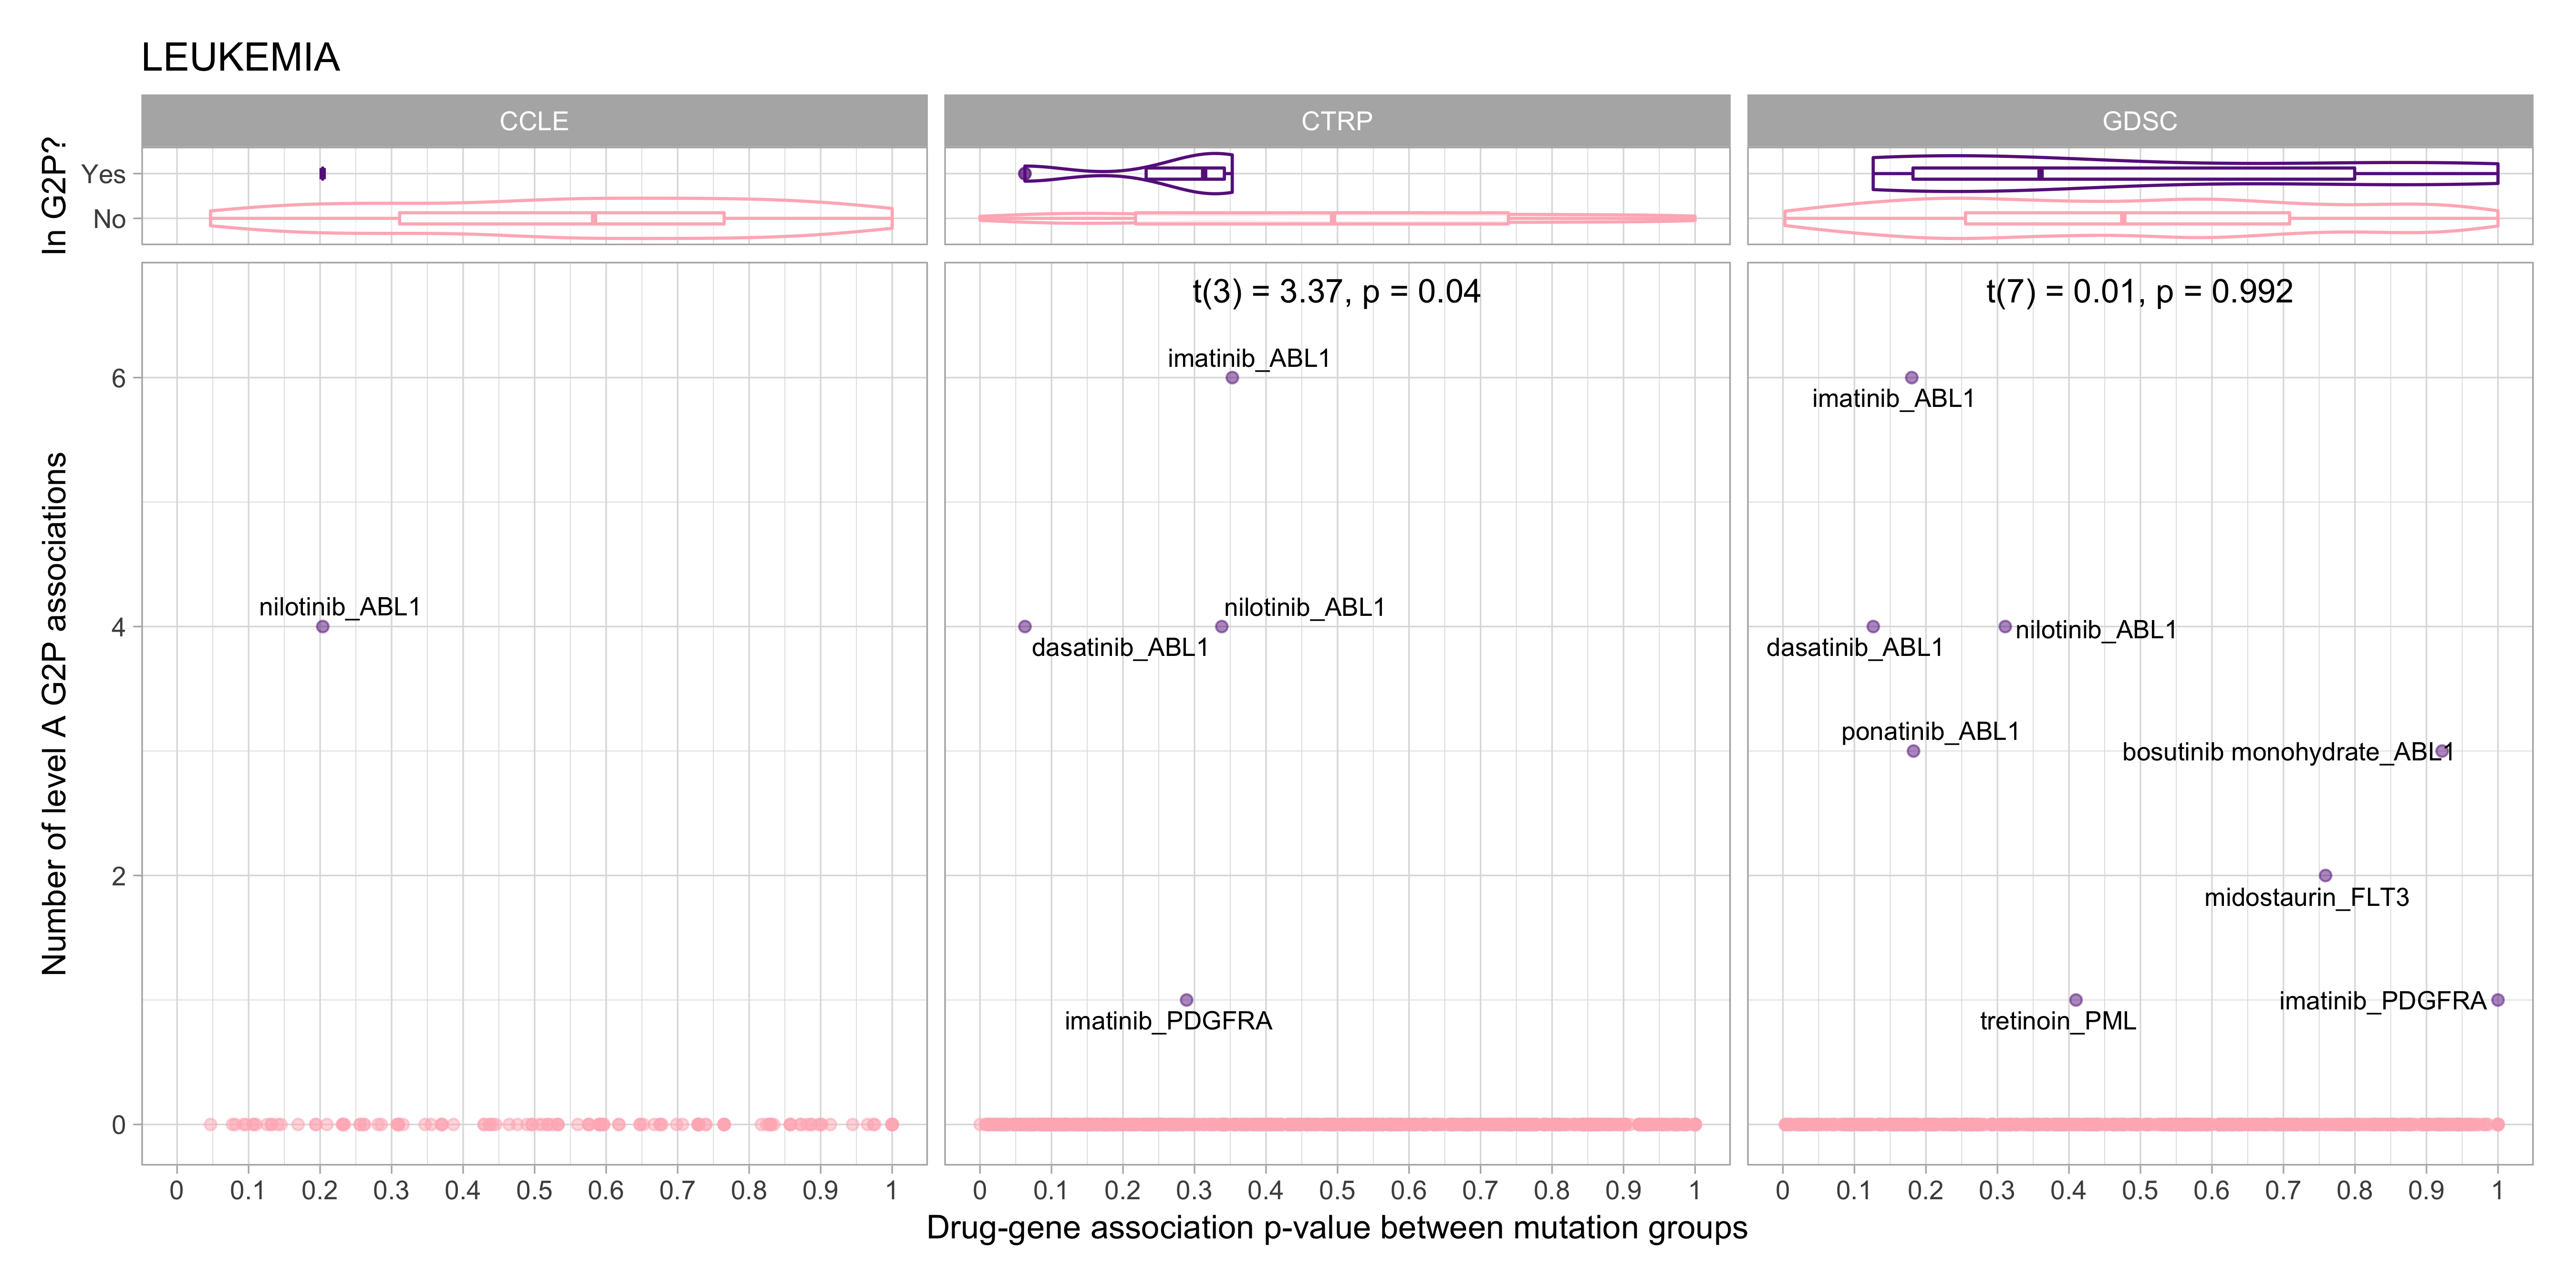 LEUKEMIA
CCLE
CTRP
GDSC
In G2P?
Yes
No
Number of level A G2P associations
6
4
2
0
nilotinib_ABL1
t(3) = 3.37, p = 0.04
imatinib_ABL1
nilotinib_ABL1
dasatinib_ABL1
imatinib_PDGFRA
t(7) = 0.01, p = 0.992
imatinib_ABL1
nilotinib_ABL1
dasatinib_ABL1
ponatinib_ABL1
bosutinib monohydrate_ABL1
midostaurin_FLT3
imatinib_PDGFRA
tretinoin_PML
0 0.1 0.2 0.3 0.4 0.5 0.6 0.7 0.8 0.9 1
0 0.1 0.2 0.3 0.4 0.5 0.6 0.7 0.8 0.9 1
0 0.1 0.2 0.3 0.4 0.5 0.6 0.7 0.8 0.9 1
Drug-gene association p-value between mutation groups